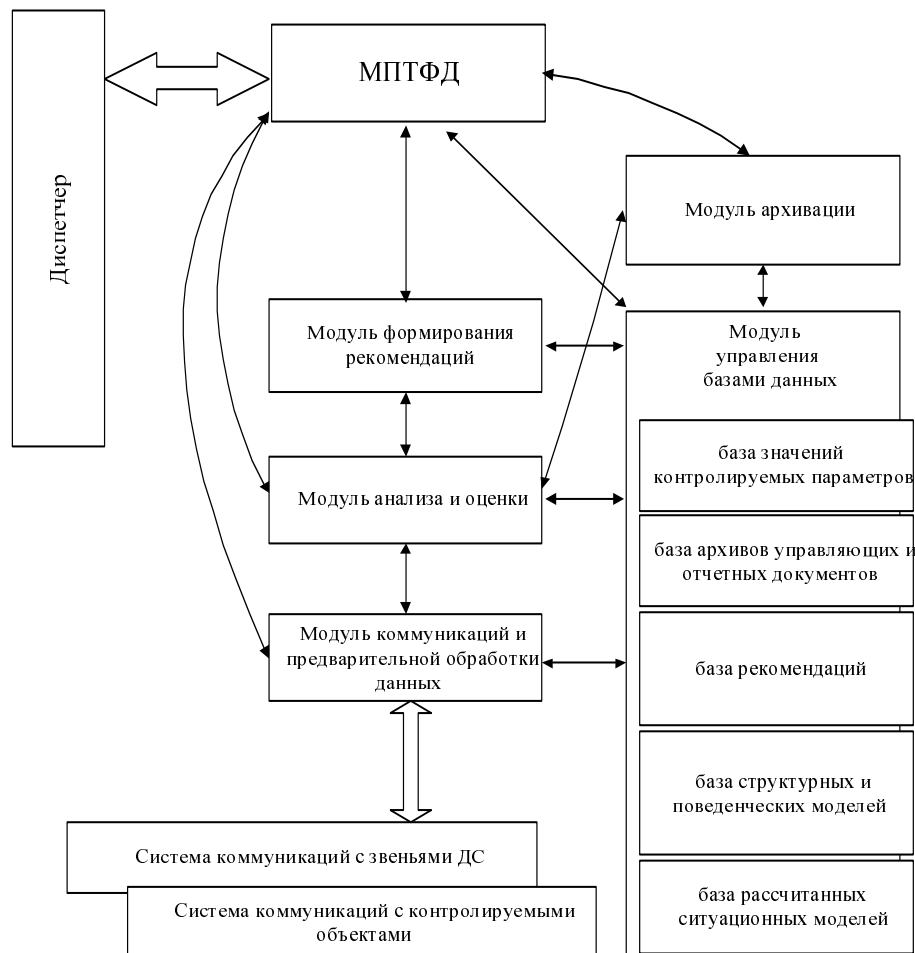 МПТФД
Диспетчер
Модуль архивации
Модуль формирования
рекомендаций
Модуль
управления
базами данных
база значений
контролируемых параметров
Модуль анализа и оценки
база архивов управляющих и
отчетных документов
Модуль коммуникаций и
предварительной обработки
данных
база рекомендаций
база структурных и
поведенческих моделей
Система коммуникаций с звеньями ДС
Система коммуникаций с контролируемыми
объектами
база рассчитанных
ситуационных моделей